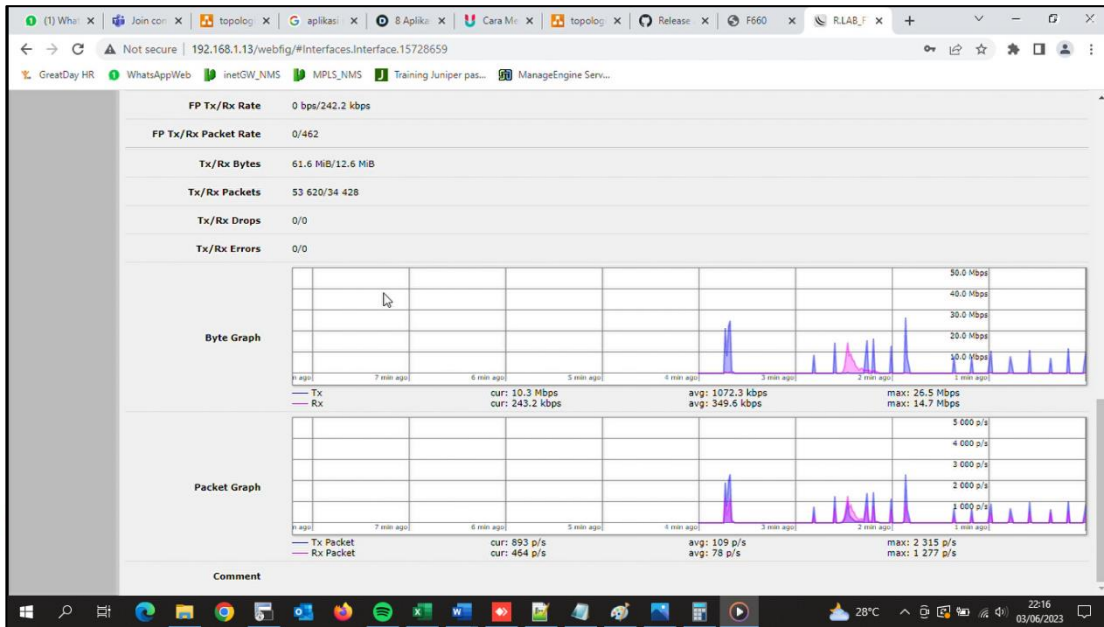 (1) What
Join con
topolog
aplikasi
8 Aplika
Cara Me
topolog
Release
F660
R.LAB_F
Not secure | 192.168.1.13/webfig/#Interfaces.Interface.15728659
GreatDay HR
WhatsAppWeb
inetGW_NMS
MPLS_NMS
Training Juniper pas...
ManageEngine Serv...
FP Tx/Rx Rate 0 bps/242.2 kbps
FP Tx/Rx Packet Rate 0/462
Tx/Rx Bytes 61.6 MiB/12.6 MiB
Tx/Rx Packets 53 620/34 428
Tx/Rx Drops 0/0
Tx/Rx Errors 0/0
Byte Graph
50.0 Mbps
40.0 Mbps
30.0 Mbps
20.0 Mbps
10.0 Mbps
n ago 7 min ago 6 min ago 5 min ago 4 min ago 3 min ago 2 min ago 1 min ago
Tx cur: 10.3 Mbps avg: 1072.3 kbps max: 26.5 Mbps
Rx cur: 243.2 kbps avg: 349.6 kbps max: 14.7 Mbps
Packet Graph
5 000 p/s
4 000 p/s
3 000 p/s
2 000 p/s
1 000 p/s
n ago 7 min ago 6 min ago 5 min ago 4 min ago 3 min ago 2 min ago 1 min ago
Tx Packet cur: 893 p/s avg: 109 p/s max: 2 315 p/s
Rx Packet cur: 464 p/s avg: 78 p/s max: 1 277 p/s
Comment
28°C
22:16
03/06/2023